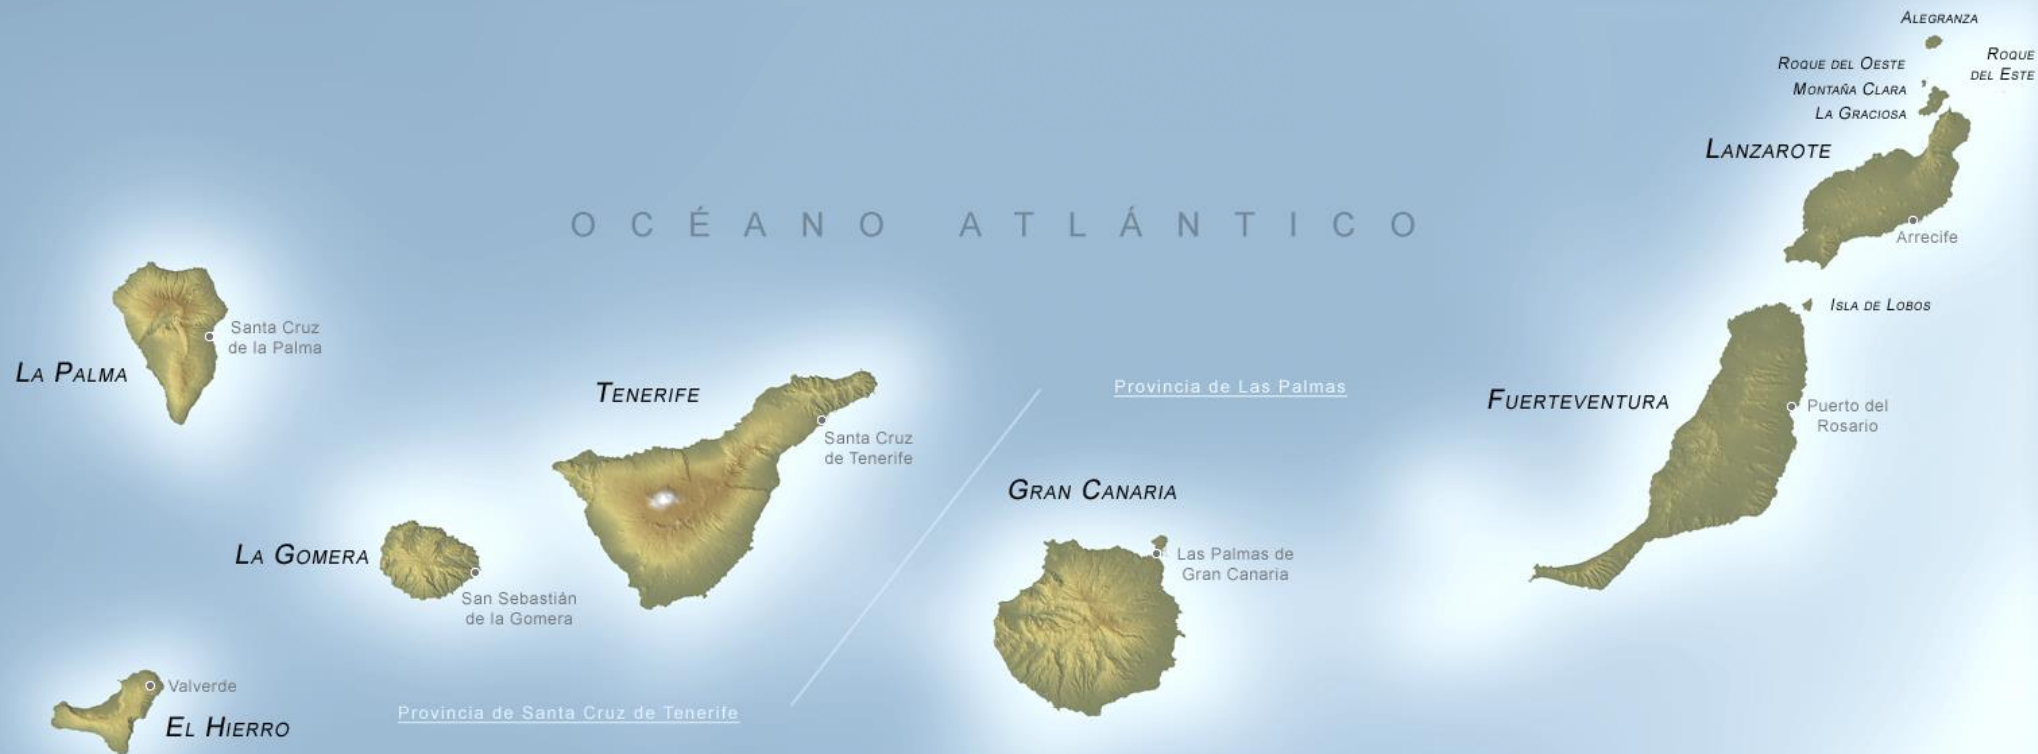 ALEGRANZA
ROQUE
DEL ESTE
ROQUE DEL OESTE
MONTAÑA CLARA
LA GRACIOSA
LANZAROTE
OCÉANO ATLÁNTICO
Arrecife
ISLA DE LOBOS
Santa Cruz
de la Palma
LA PALMA
TENERIFE
Provincia de Las Palmas
FUERTEVENTURA
Puerto del
Rosario
Santa Cruz
de Tenerife
GRAN CANARIA
LA GOMERA
Las Palmas de
Gran Canaria
San Sebastián
de la Gomera
Valverde
EL HIERRO
Provincia de Santa Cruz de Tenerife